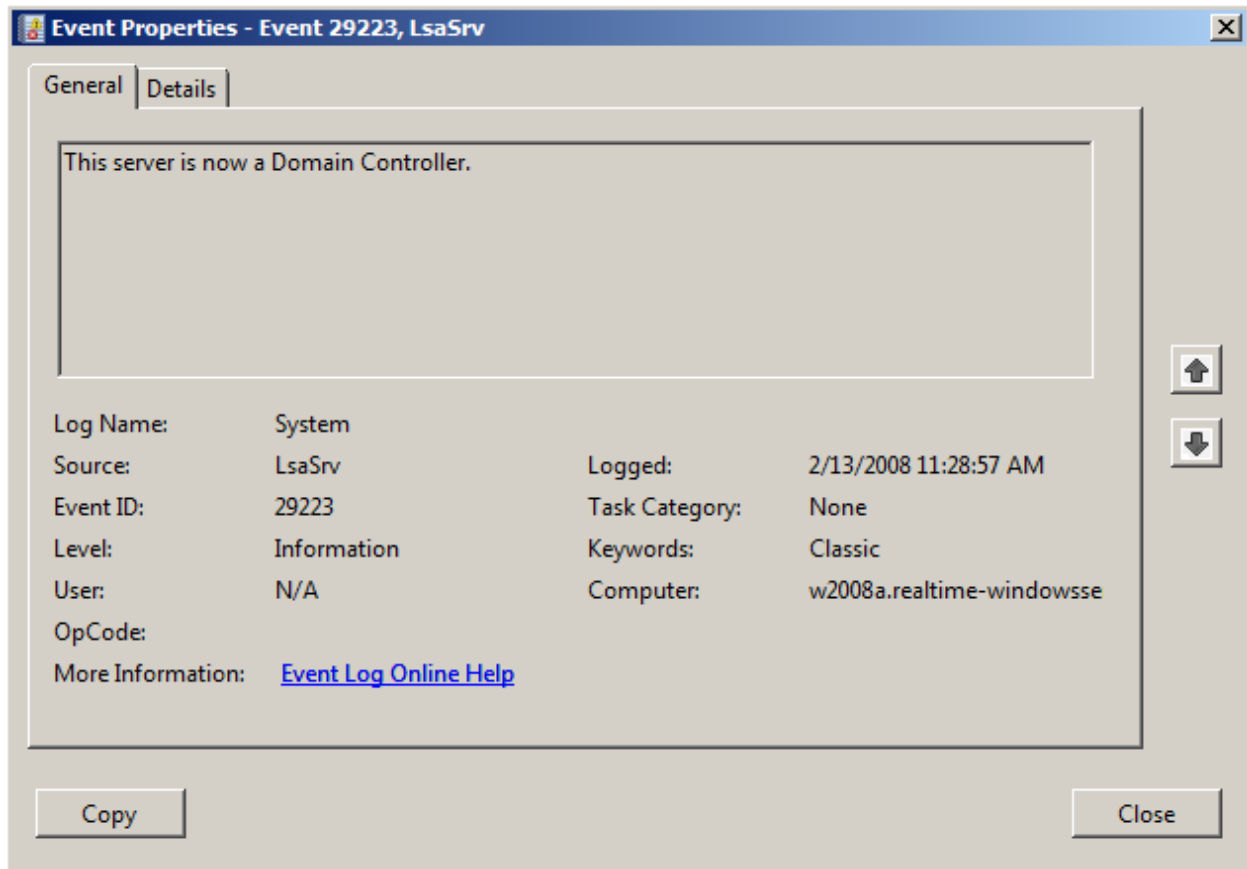 Event Properties - Event 29223, LsaSrv
General Details
This server is now a Domain Controller.
Log Name: System
Source: LsaSrv Logged: 2/13/2008 11:28:57 AM
Event ID: 29223 Task Category: None
Level: Information Keywords: Classic
User: N/A Computer: w2008a.realtime-windowsse
OpCode:
More Information: Event Log Online Help
Copy Close